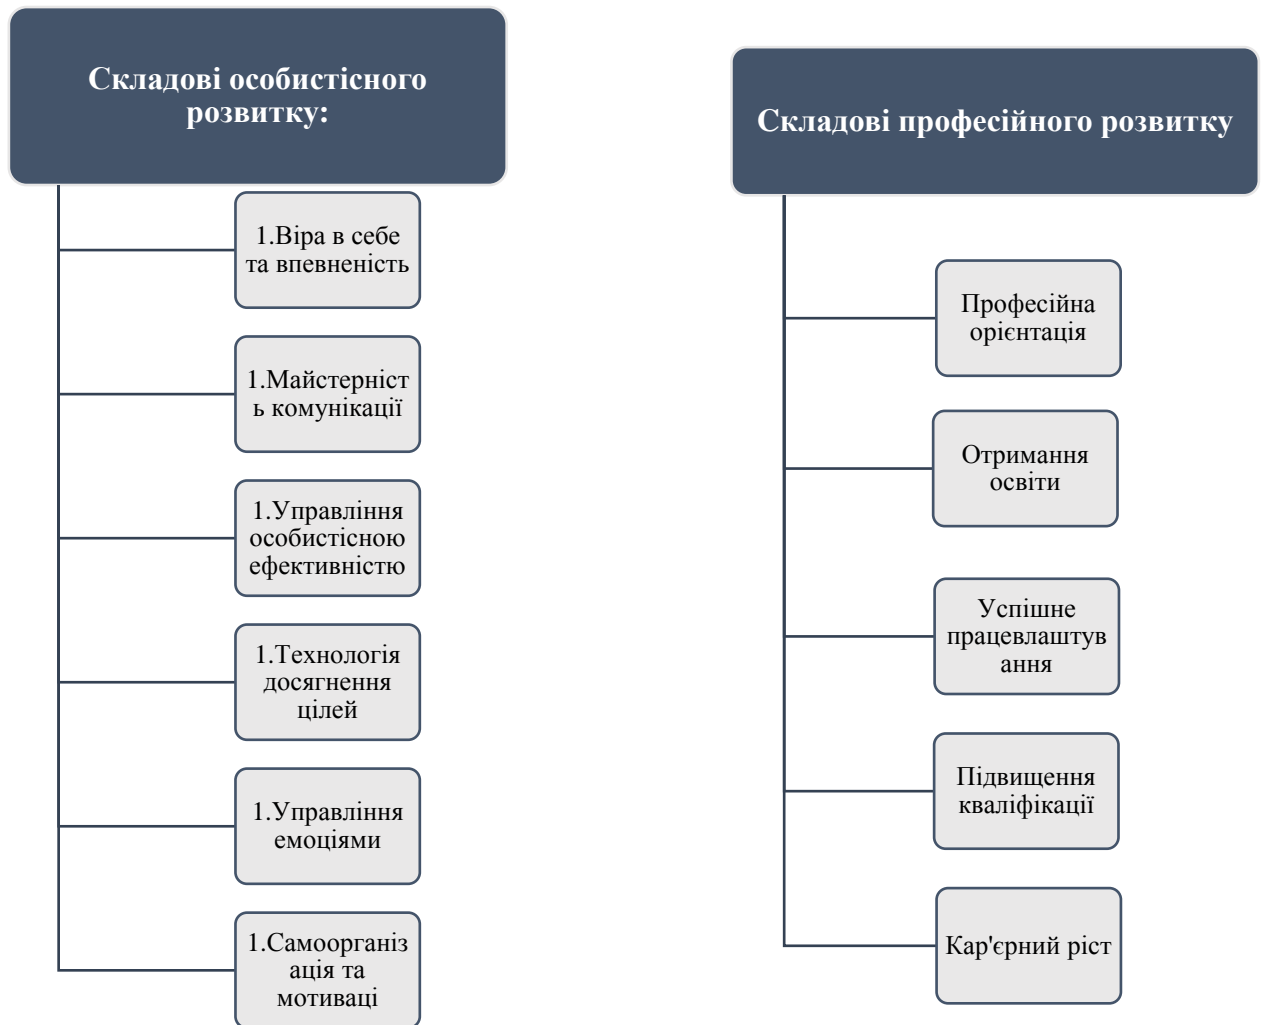 Складові особистісного
розвитку:
1.Віра в себе
та впевненість
1.Майстерніст
ь комунікації
1.Управління
особистісною
ефективністю
1.Технологія
досягнення
цілей
1.Управління
емоціями
1.Самоорганіз
ація та
мотиваці
Складові професійного розвитку
Професійна
орієнтація
Отримання
освіти
Успішне
працевлаштув
ання
Підвищення
кваліфікації
Кар'єрний ріст